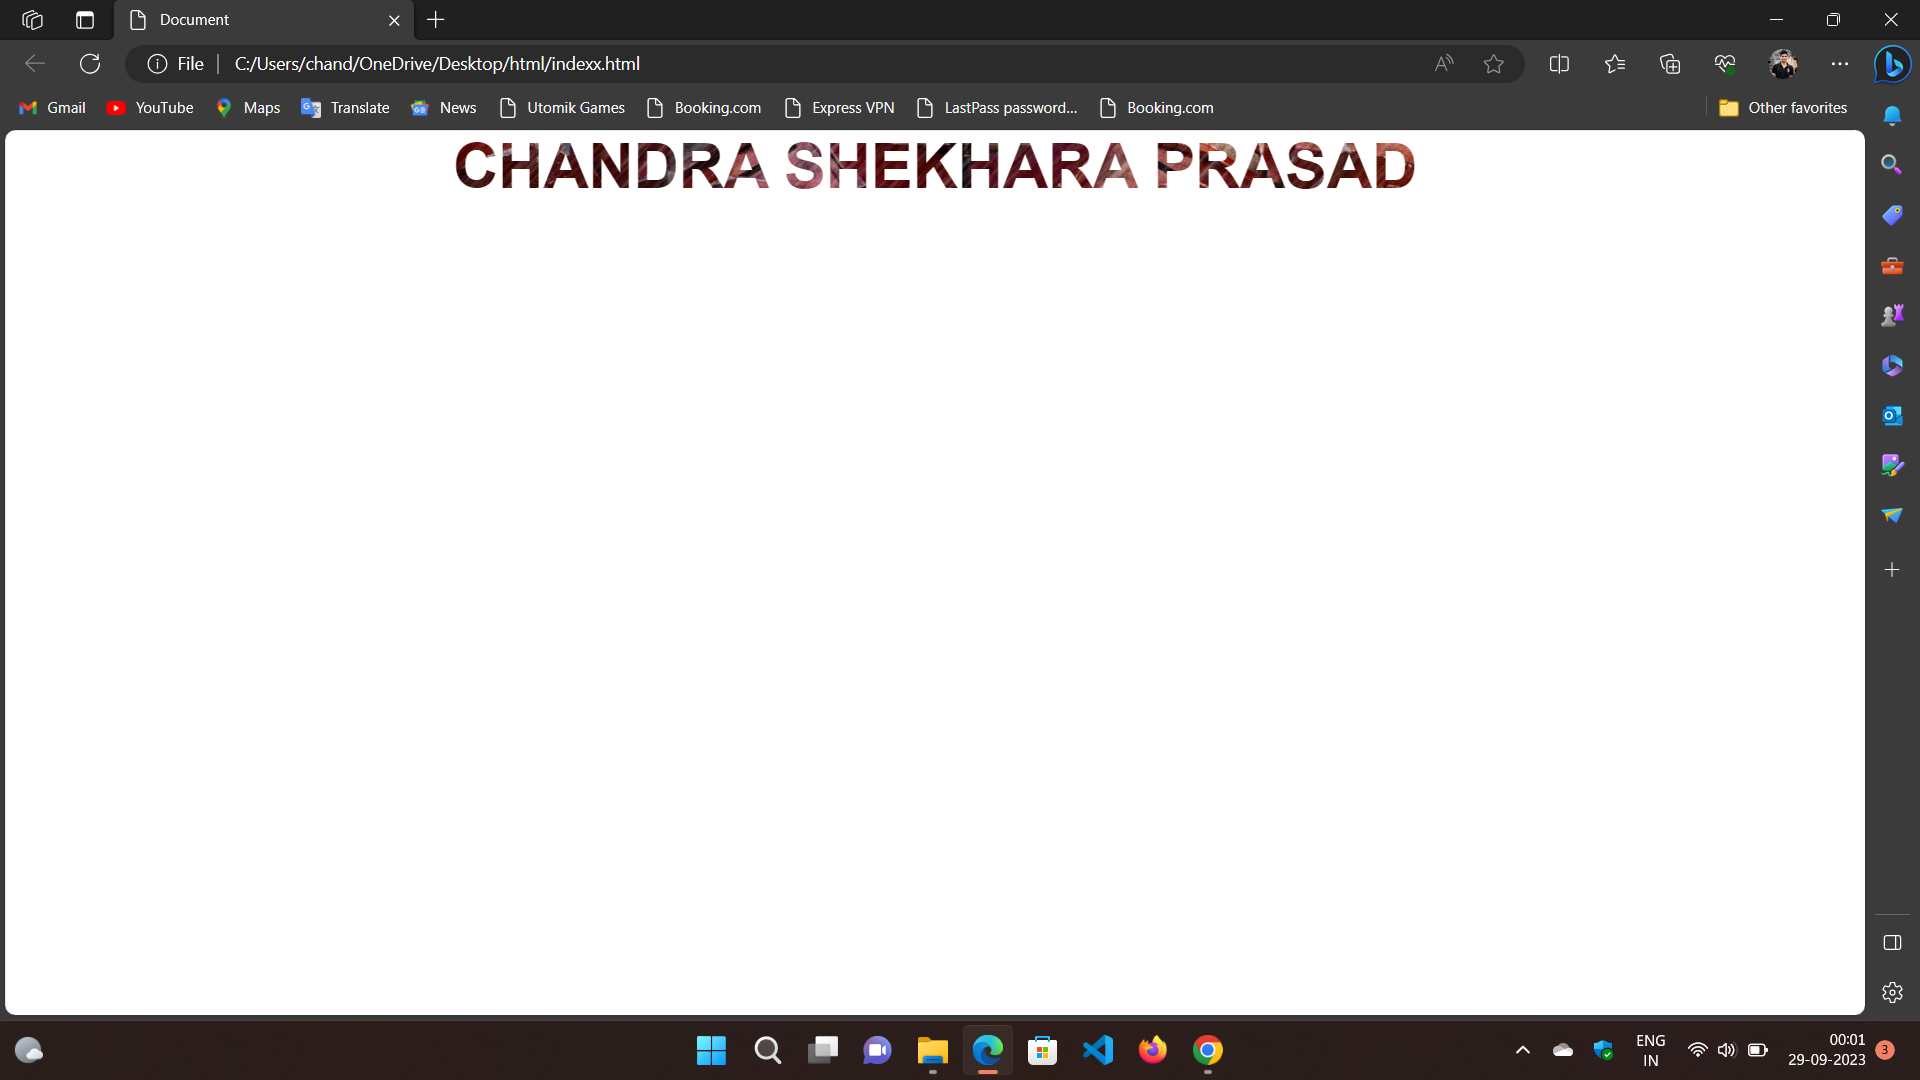 Document
File
C:/Users/chand/OneDrive/Desktop/html/indexx.html
Gmail YouTube Maps Translate News Utomik Games Booking.com Express VPN LastPass password... Booking.com Other favorites
CHANDRA SHEKHARA PRASAD
ENG
IN
00:01
29-09-2023
3